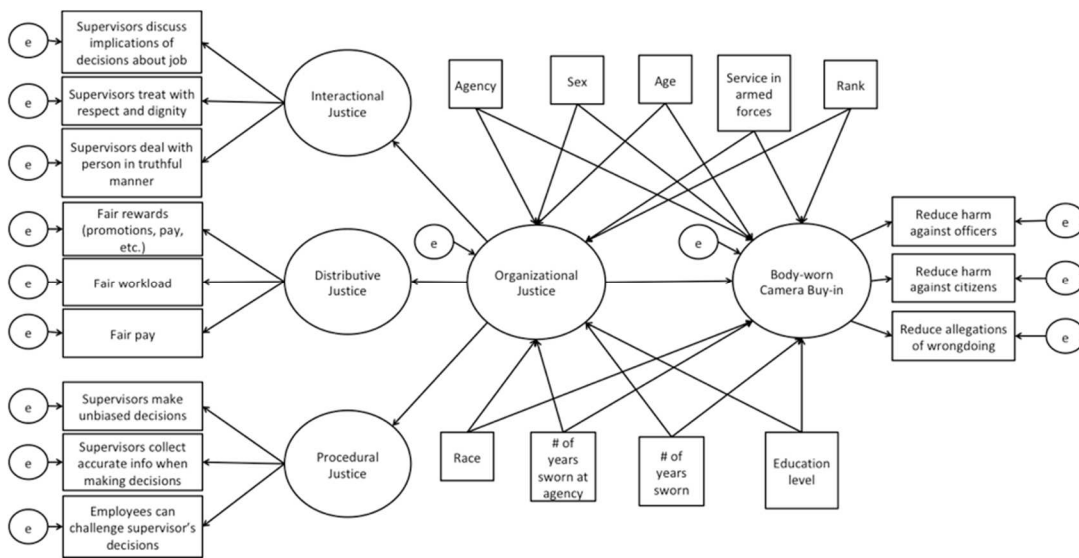 e
Supervisors discuss
implications of
decisions about job
e
Supervisors treat with
respect and dignity
e
Supervisors deal with
person in truthful
manner
Interactional
Justice
e
Fair rewards
(promotions, pay,
etc.)
e
Fair workload
e
Fair pay
Distributive
Justice
e
Supervisors make
unbiased decisions
e
Supervisors collect
accurate info when
making decisions
e
Employees can
challenge supervisor's
decisions
Procedural
Justice
Agency
Sex
Age
Service in
armed
forces
Rank
e
Organizational
Justice
e
Body-worn
Camera Buy-in
Reduce harm
against officers
e
Reduce harm
against citizens
e
Reduce allegations
of wrongdoing
e
Race
# of
years
sworn at
agency
# of
years
sworn
Education
level